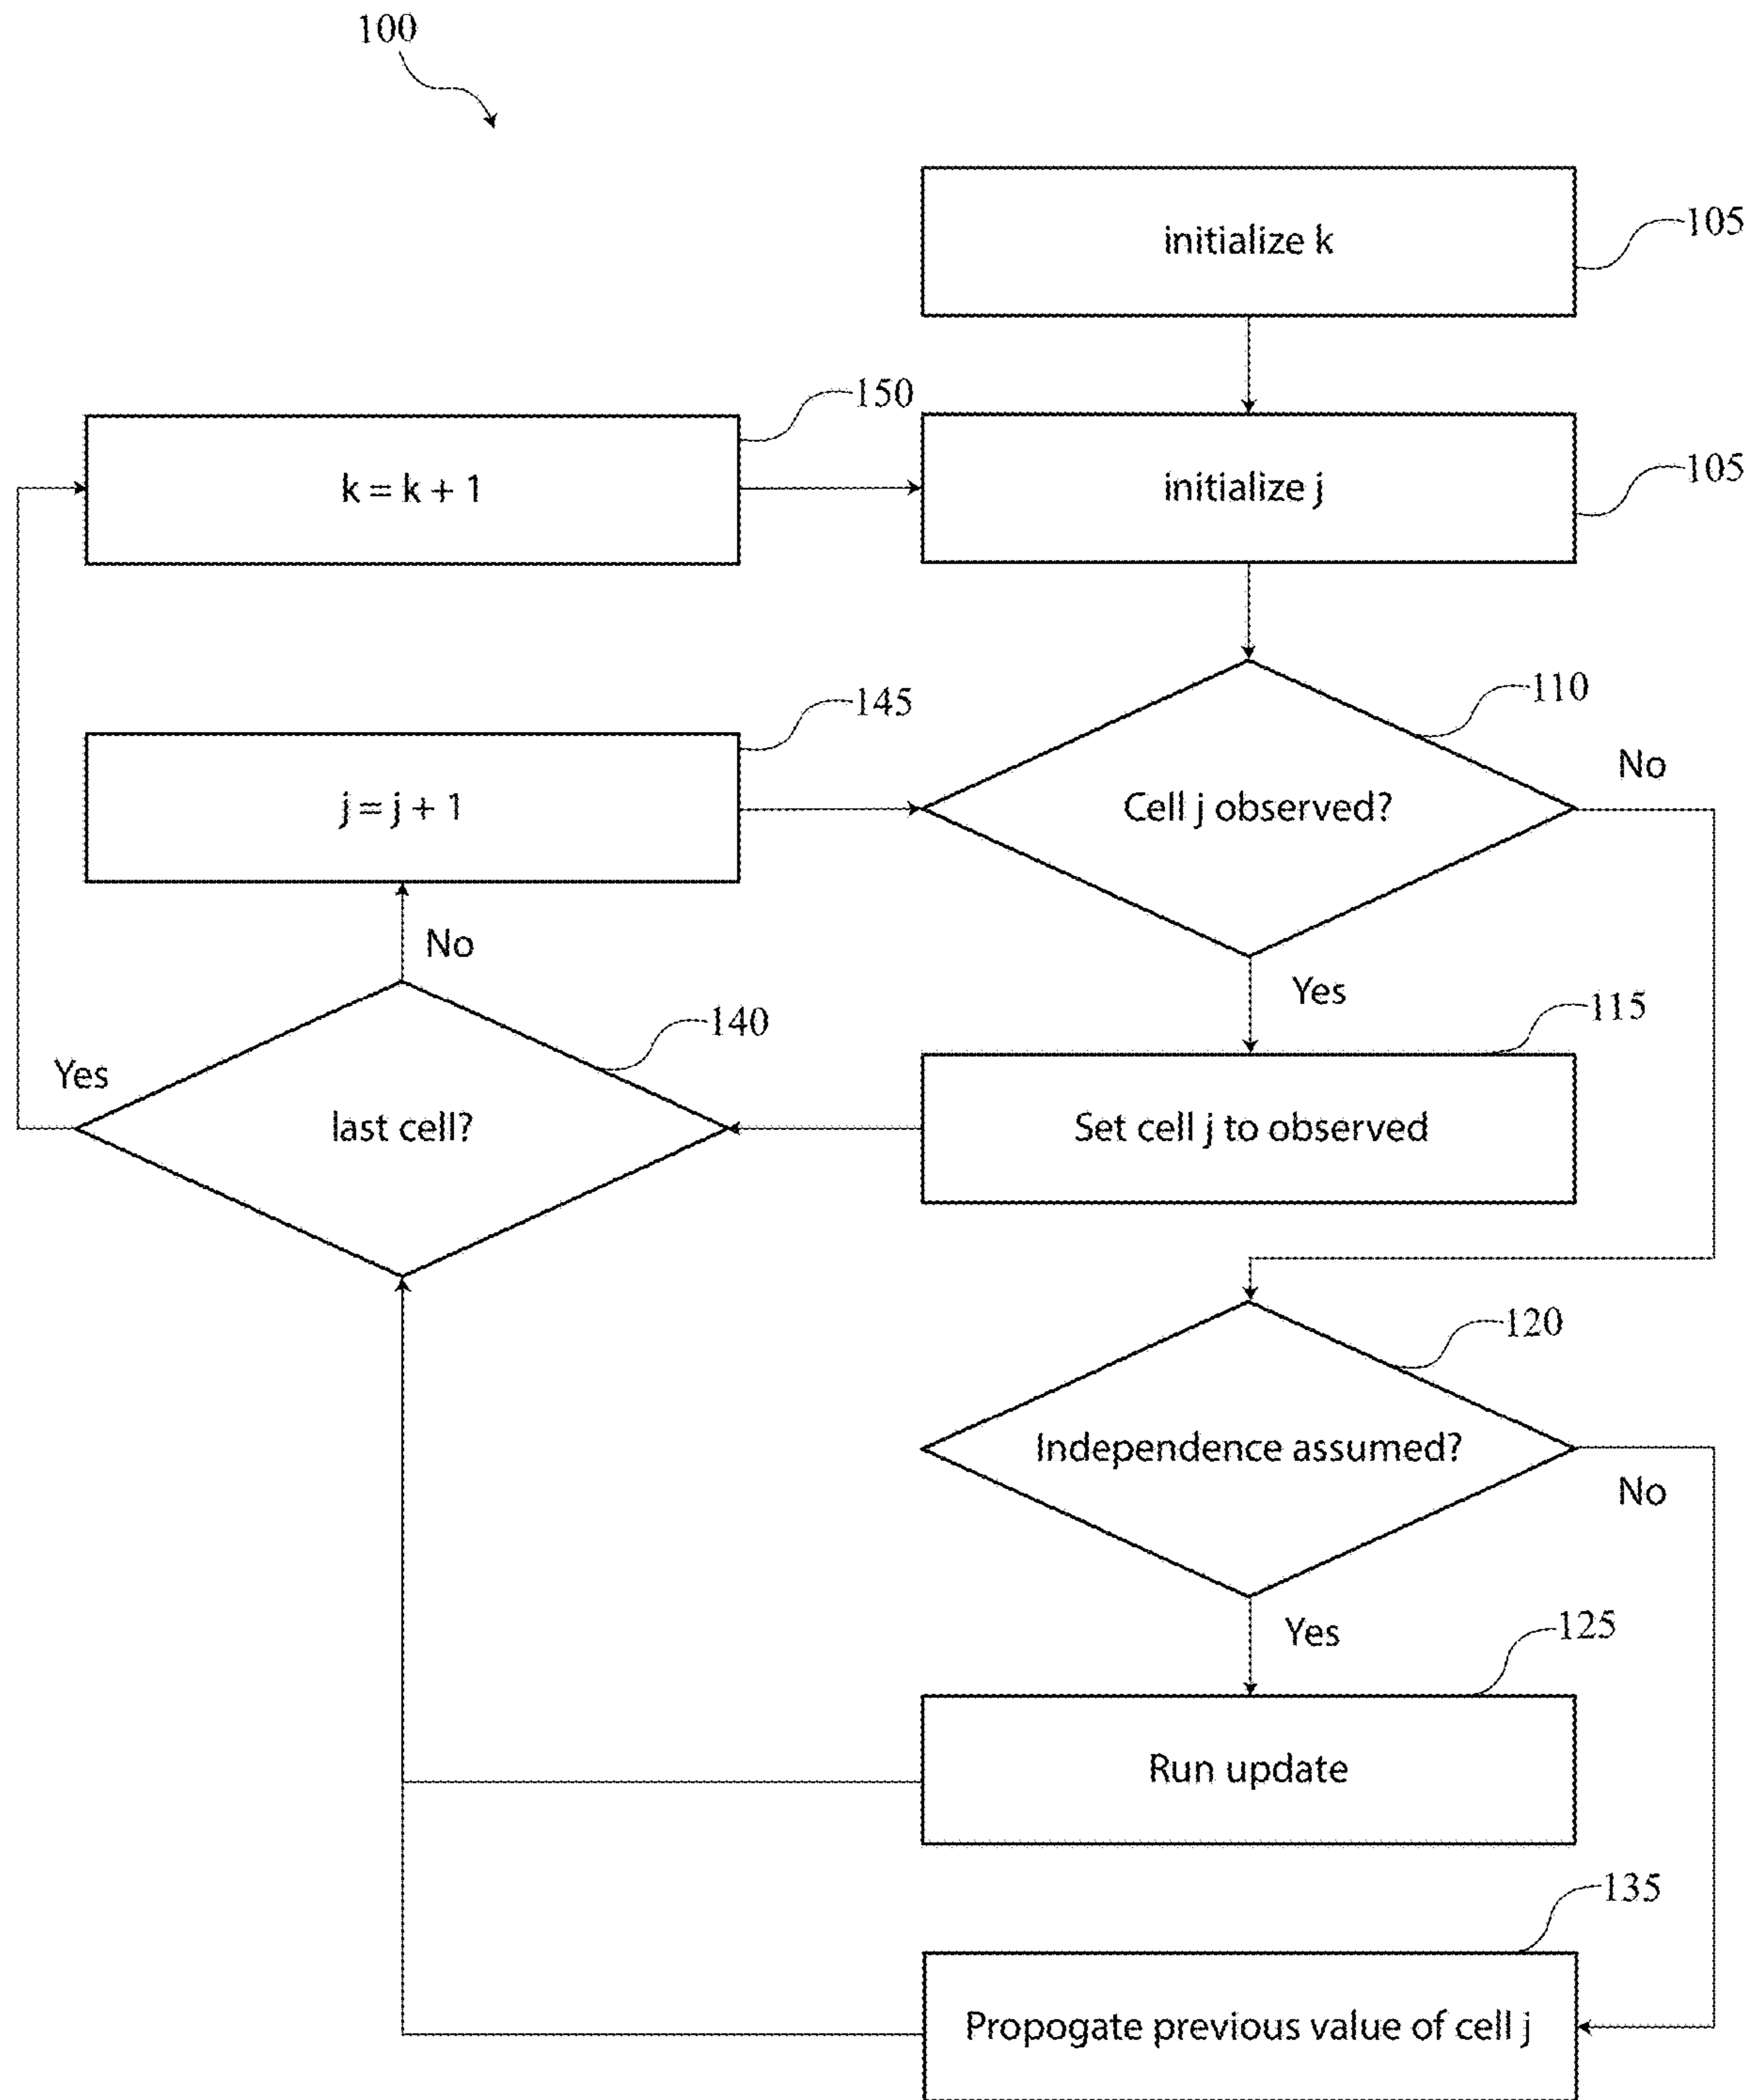 100
initialize k
105
150
k = k + 1
initialize j
105
145
j = j + 1
110
Cell j observed?
No
No
Yes
140
115
Yes
last cell?
Set cell j to observed
120
Independence assumed?
No
Yes
125
Run update
135
Propogate previous value of cell j